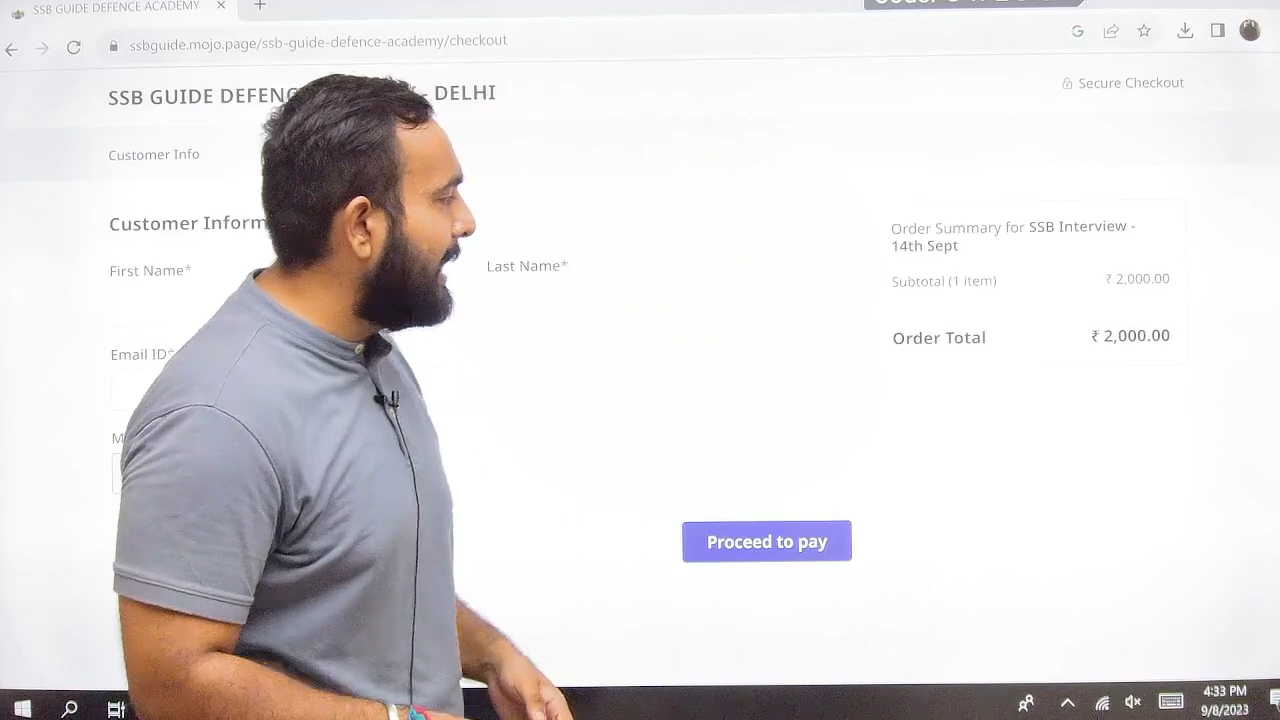 SSB GUIDE DEFENCE ACADEMY
ssbguide.mojo.page/ssb-guide-defence-academy/checkout
SSB GUIDE DEFENC DELHI
Secure Checkout
Customer Info
Customer Inform
First Name*
Last Name*
Email ID*
M
Order Summary for SSB Interview -
14th Sept
Subtotal (1 item) ₹ 2,000.00
Order Total ₹ 2,000.00
Proceed to pay
4:33 PM
9/8/2023